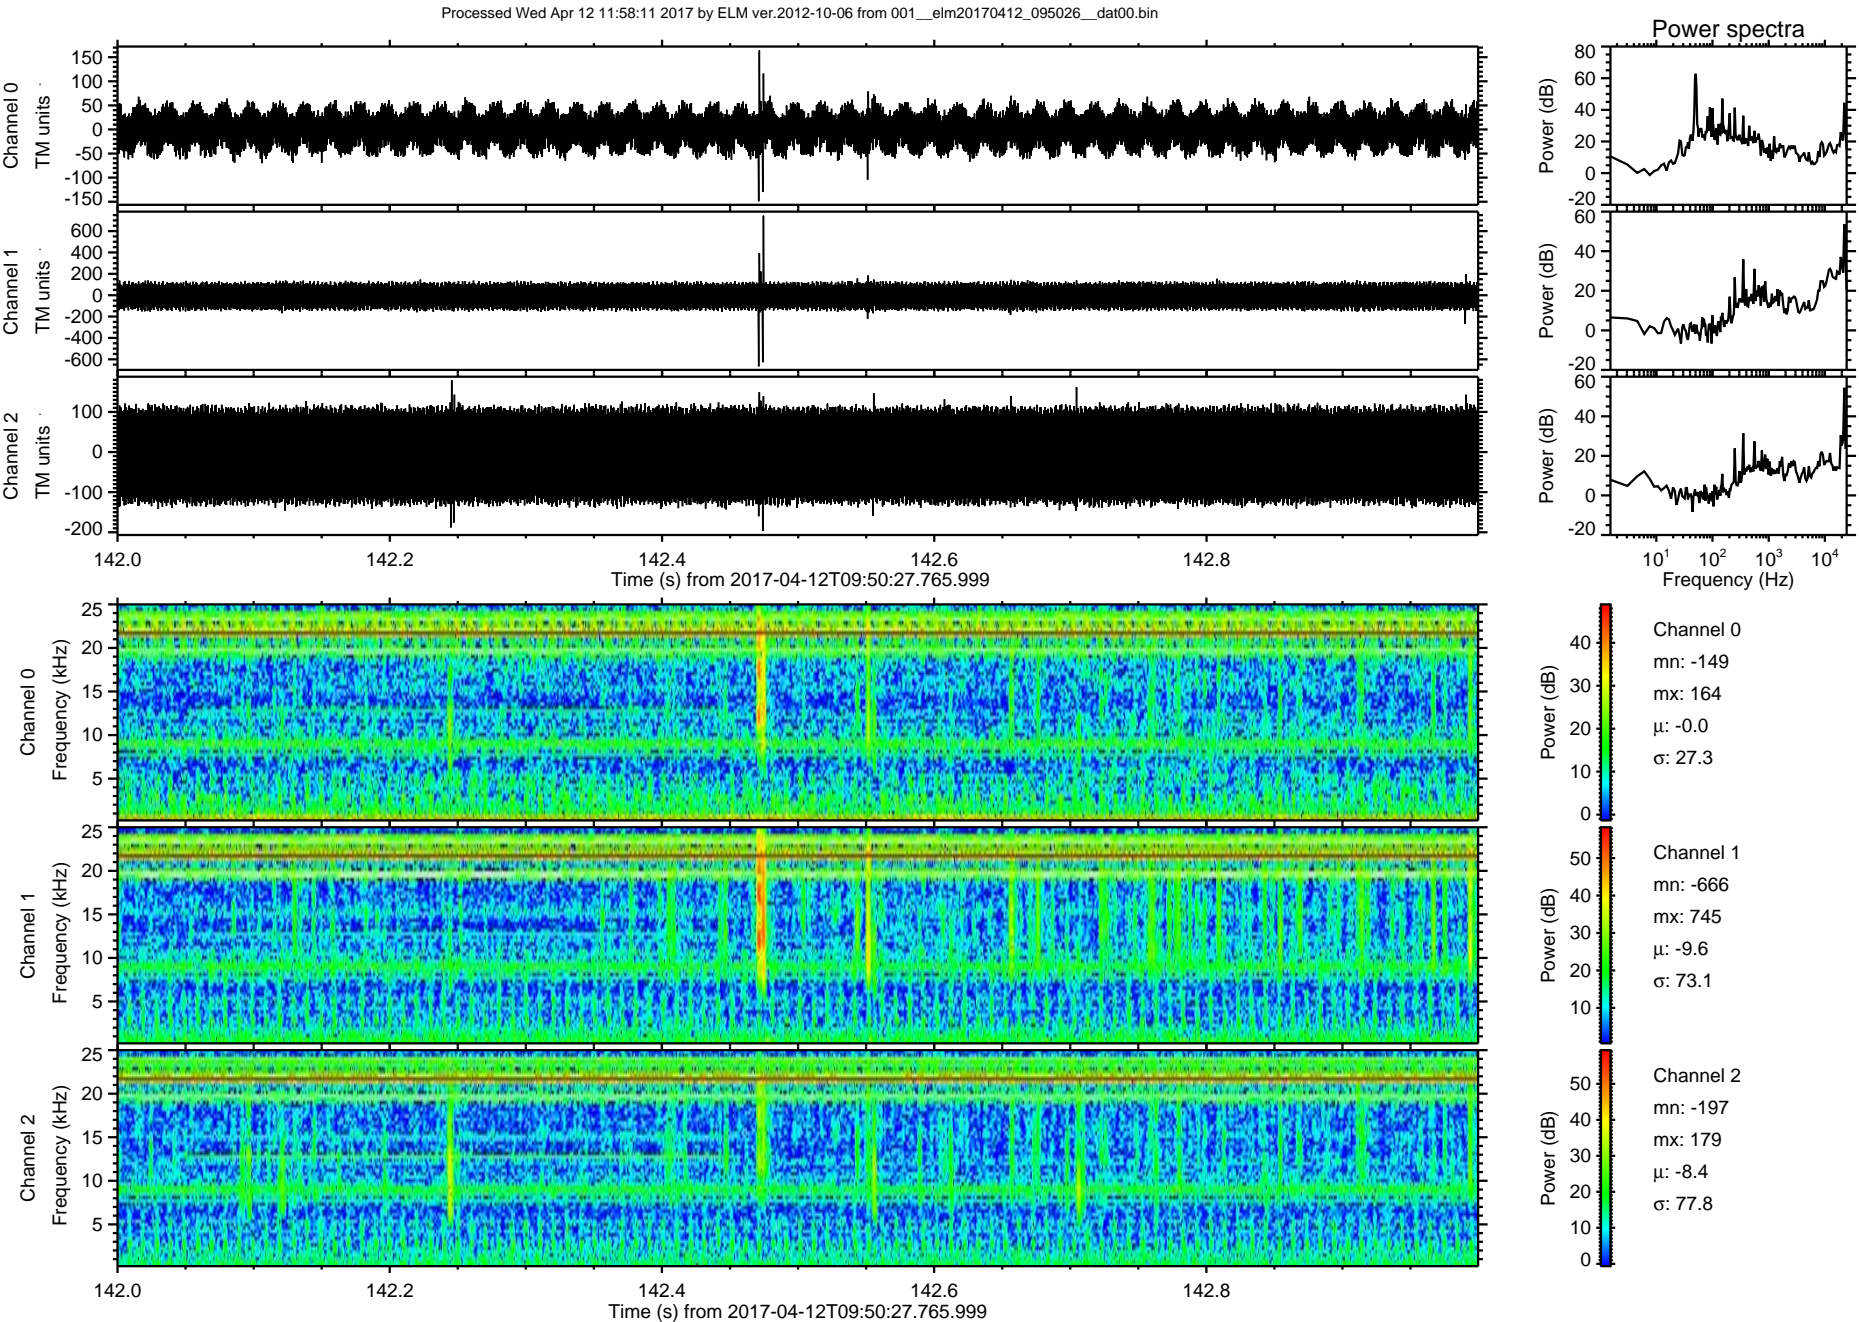 Processed Wed Apr 12 11:58:11 2017 by ELM ver.2012-10-06 from 001__elm20170412_095026__dat00.bin
Power spectra
Channel 0
TM units
150
100
50
0
-50
-100
-150
Power (dB)
80
60
40
20
0
-20
Channel 1
TM units
600
400
200
0
-200
-400
-600
Power (dB)
60
40
20
0
-20
Channel 2
TM units
100
0
-100
-200
Power (dB)
60
40
20
0
-20
142.0 142.2 142.4 142.6 142.8
Time (s) from 2017-04-12T09:50:27.765.999
10¹ 10² 10³ 10⁴
Frequency (Hz)
Channel 0
Frequency (kHz)
25
20
15
10
5
Power (dB)
40
30
20
10
0
Channel 0
mn: -149
mx: 164
µ: -0.0
σ: 27.3
Channel 1
Frequency (kHz)
25
20
15
10
5
Power (dB)
50
40
30
20
10
Channel 1
mn: -666
mx: 745
µ: -9.6
σ: 73.1
Channel 2
Frequency (kHz)
25
20
15
10
5
Power (dB)
50
40
30
20
10
0
Channel 2
mn: -197
mx: 179
µ: -8.4
σ: 77.8
142.0 142.2 142.4 142.6 142.8
Time (s) from 2017-04-12T09:50:27.765.999